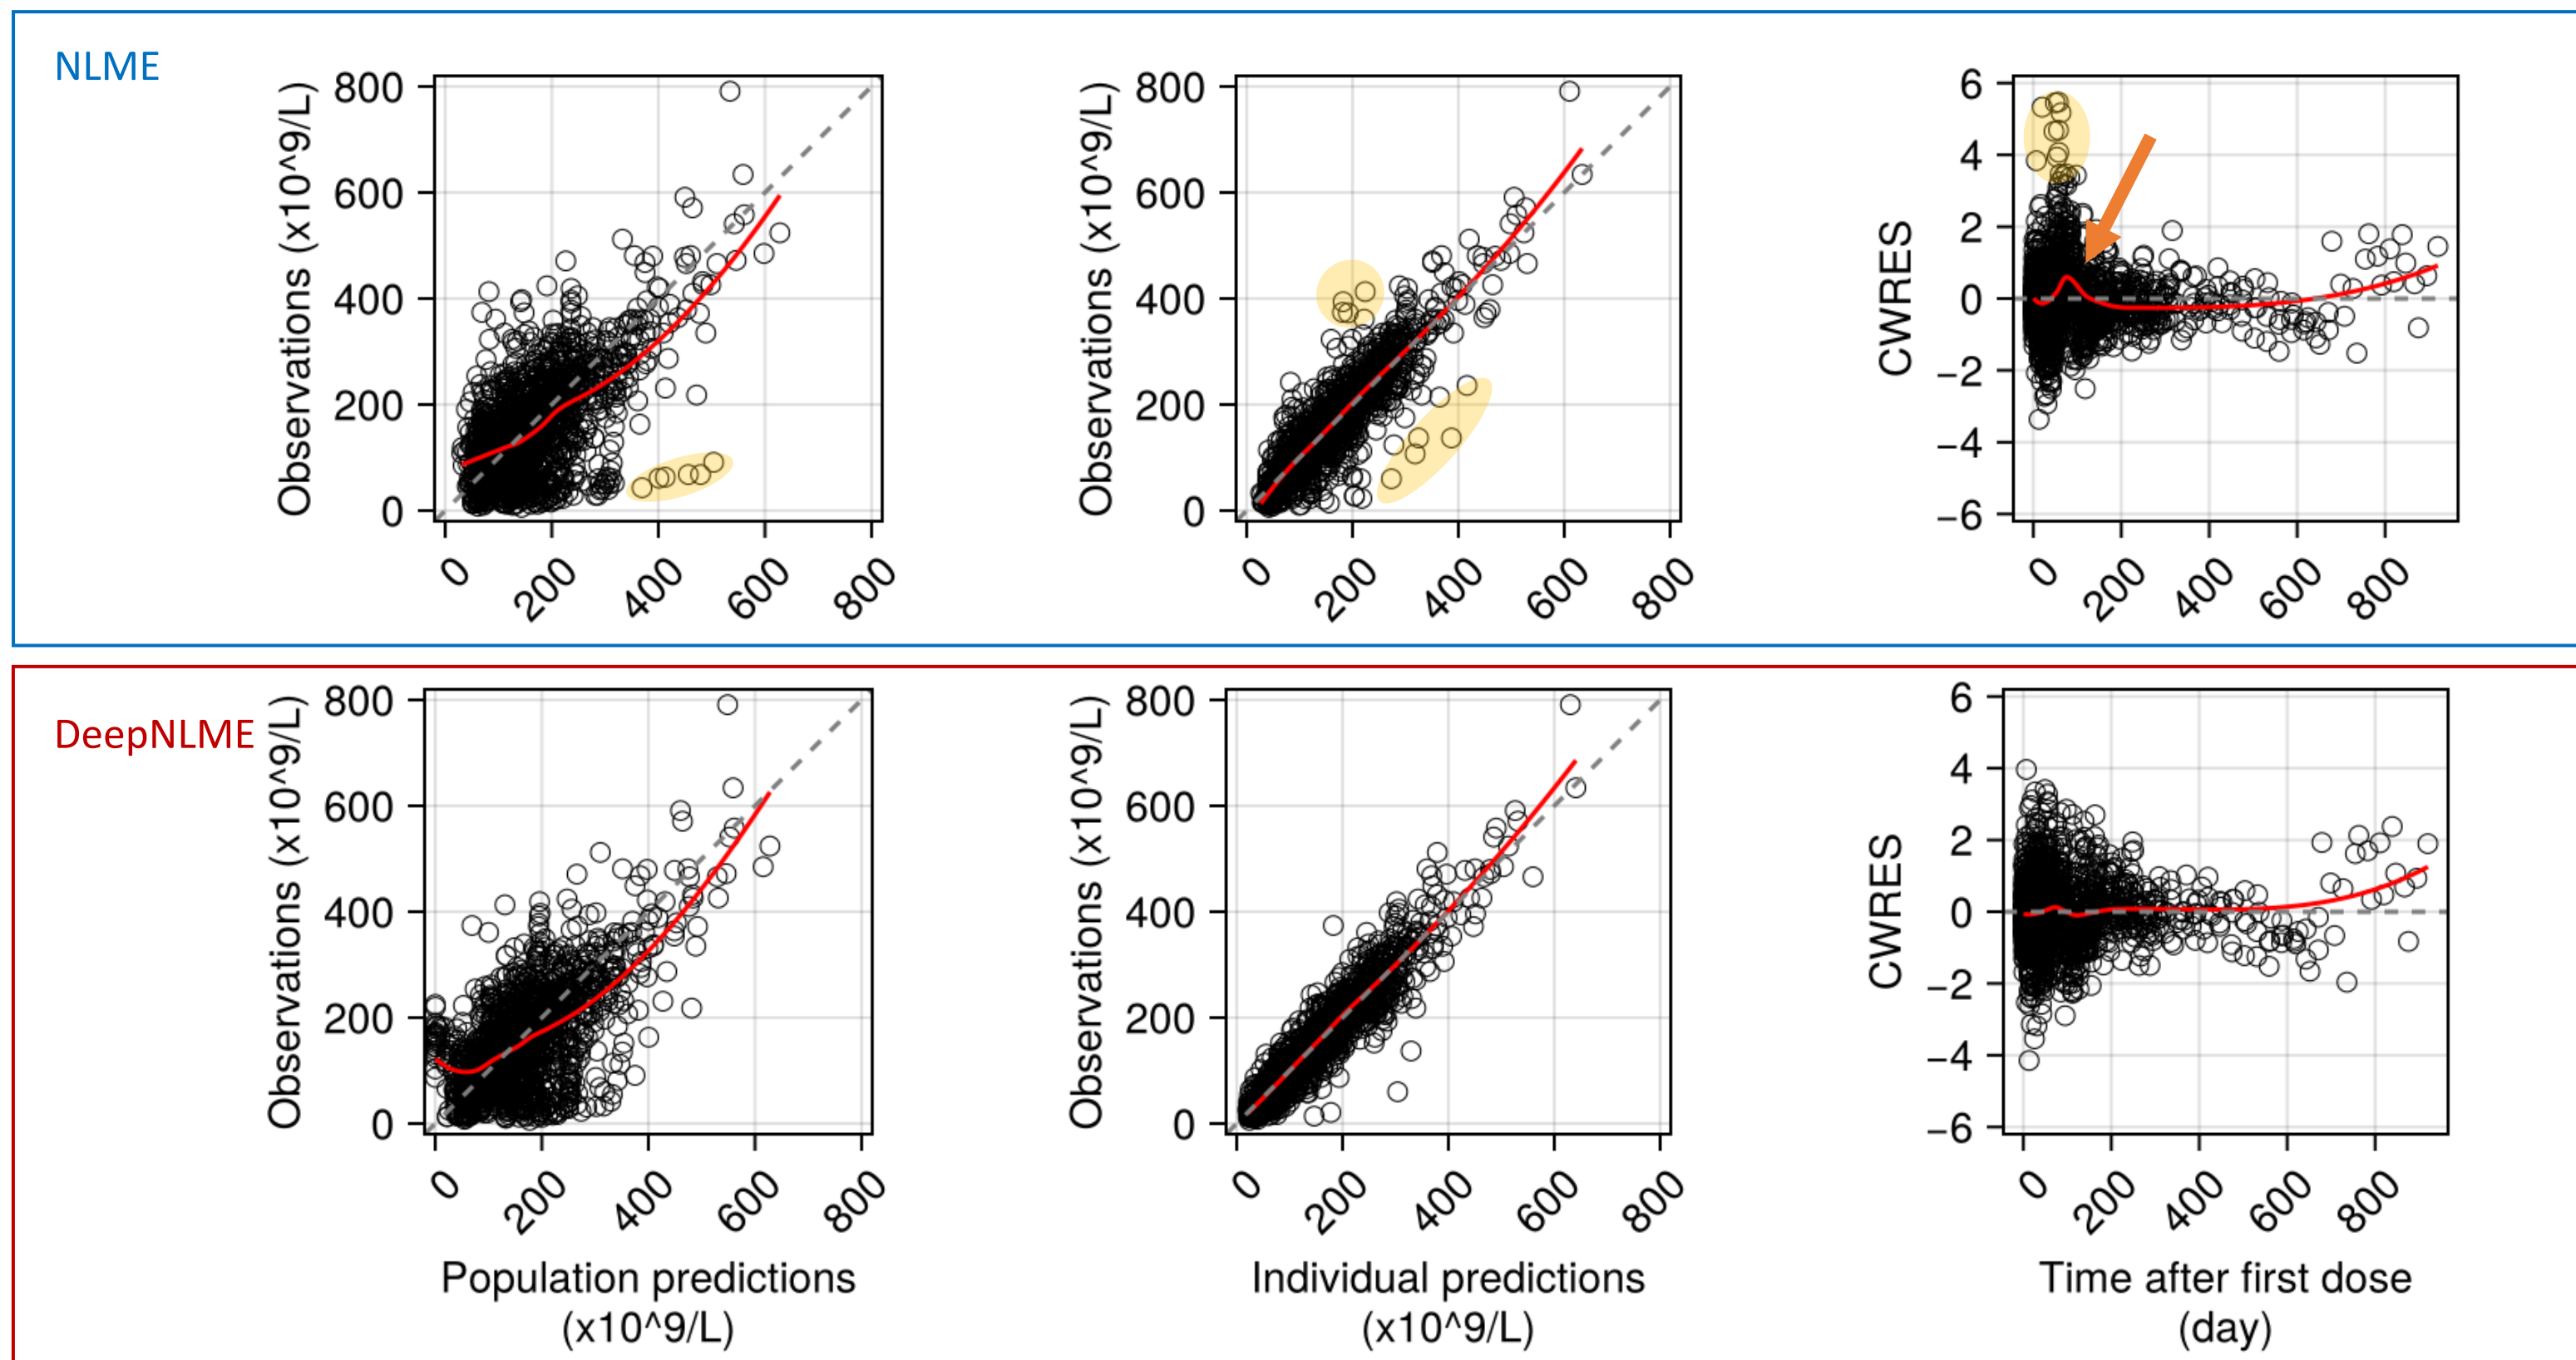 NLME
Observations (x10^9/L)
800
600
400
200
0
0 200 400 600 800
Observations (x10^9/L)
800
600
400
200
0
0 200 400 600 800
CWRES
6
4
2
0
−2
−4
−6
0 200 400 600 800
DeepNLME
Observations (x10^9/L)
800
600
400
200
0
0 200 400 600 800
Population predictions
(x10^9/L)
Observations (x10^9/L)
800
600
400
200
0
0 200 400 600 800
Individual predictions
(x10^9/L)
CWRES
6
4
2
0
−2
−4
−6
0 200 400 600 800
Time after first dose
(day)